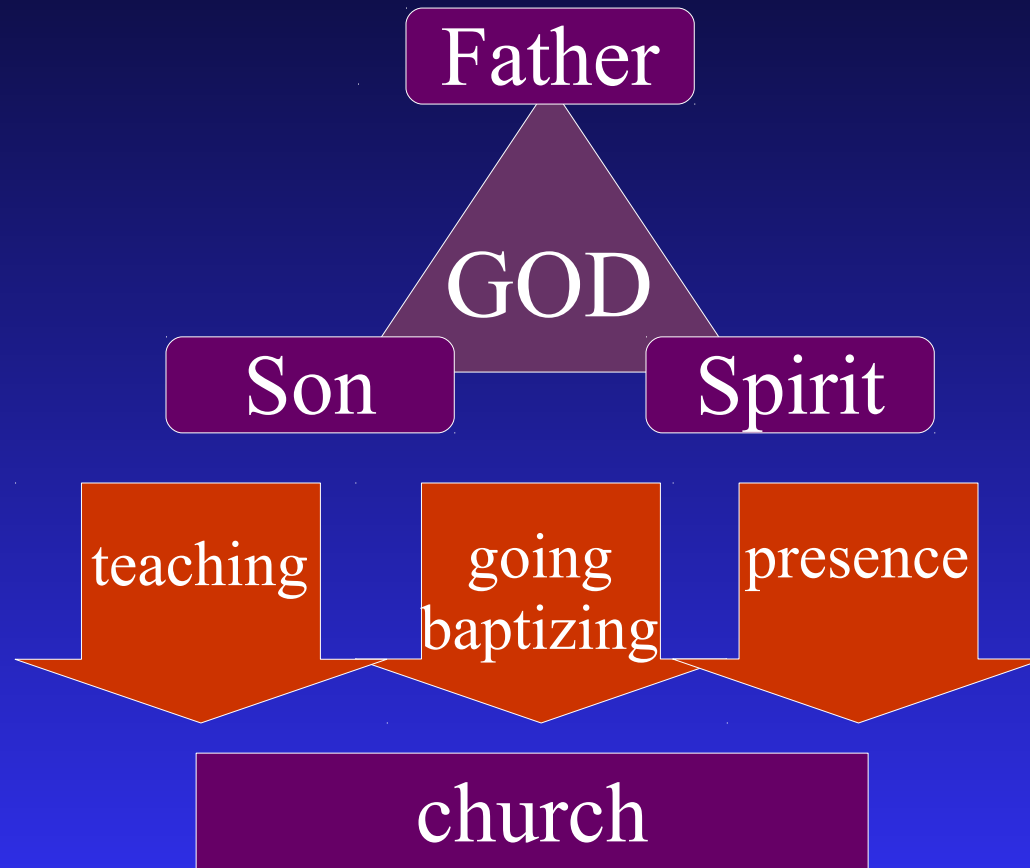 Father
GOD
Son
Spirit
teaching
going
baptizing
presence
church